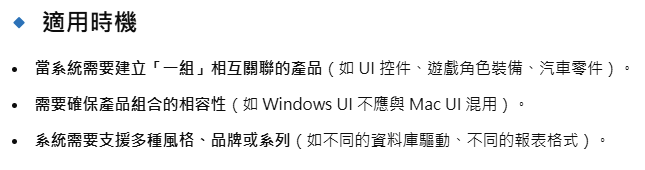 適用時機
當系統需要建立「一組」相互關聯的產品（如 UI 控件、遊戲角色裝備、汽車零件）。
需要確保產品組合的相容性（如 Windows UI 不應與 Mac UI 混用）。
系統需要支援多種風格、品牌或系列（如不同的資料庫驅動、不同的報表格式）。